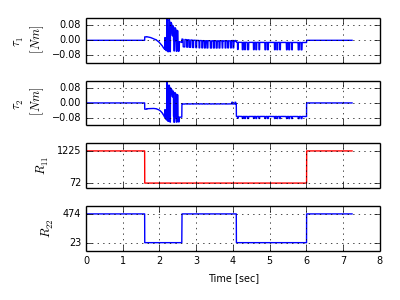 τ₁ [Nm]
0.08
0.00
−0.08
τ₂ [Nm]
0.08
0.00
−0.08
R₁₁
1225
72
R₂₂
474
23
0 1 2 3 4 5 6 7 8
Time [sec]